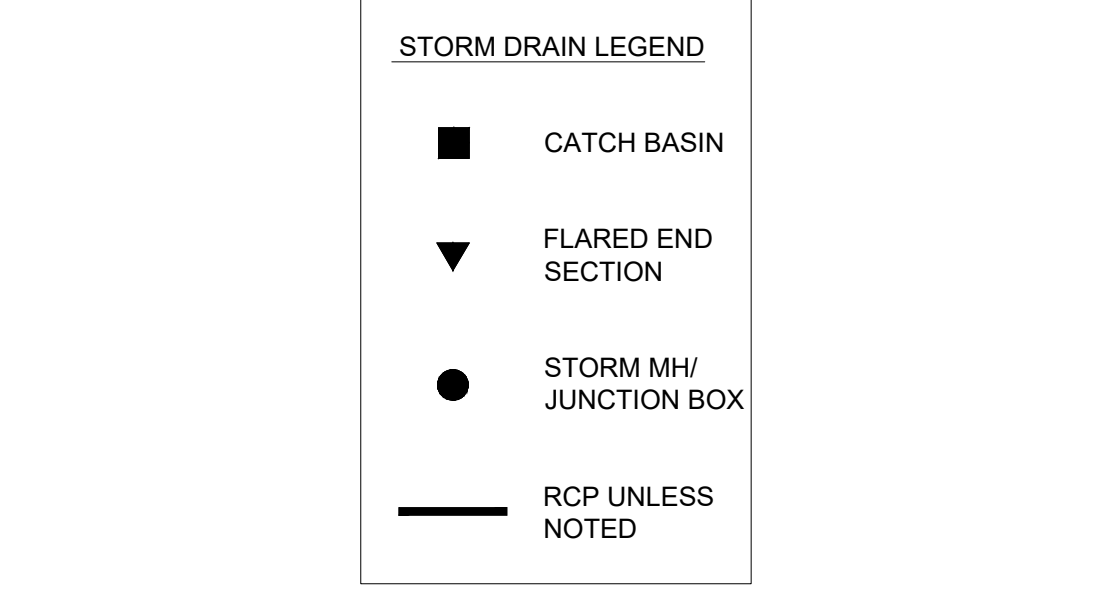 STORM DRAIN LEGEND
CATCH BASIN
FLARED END
SECTION
STORM MH/
JUNCTION BOX
RCP UNLESS
NOTED